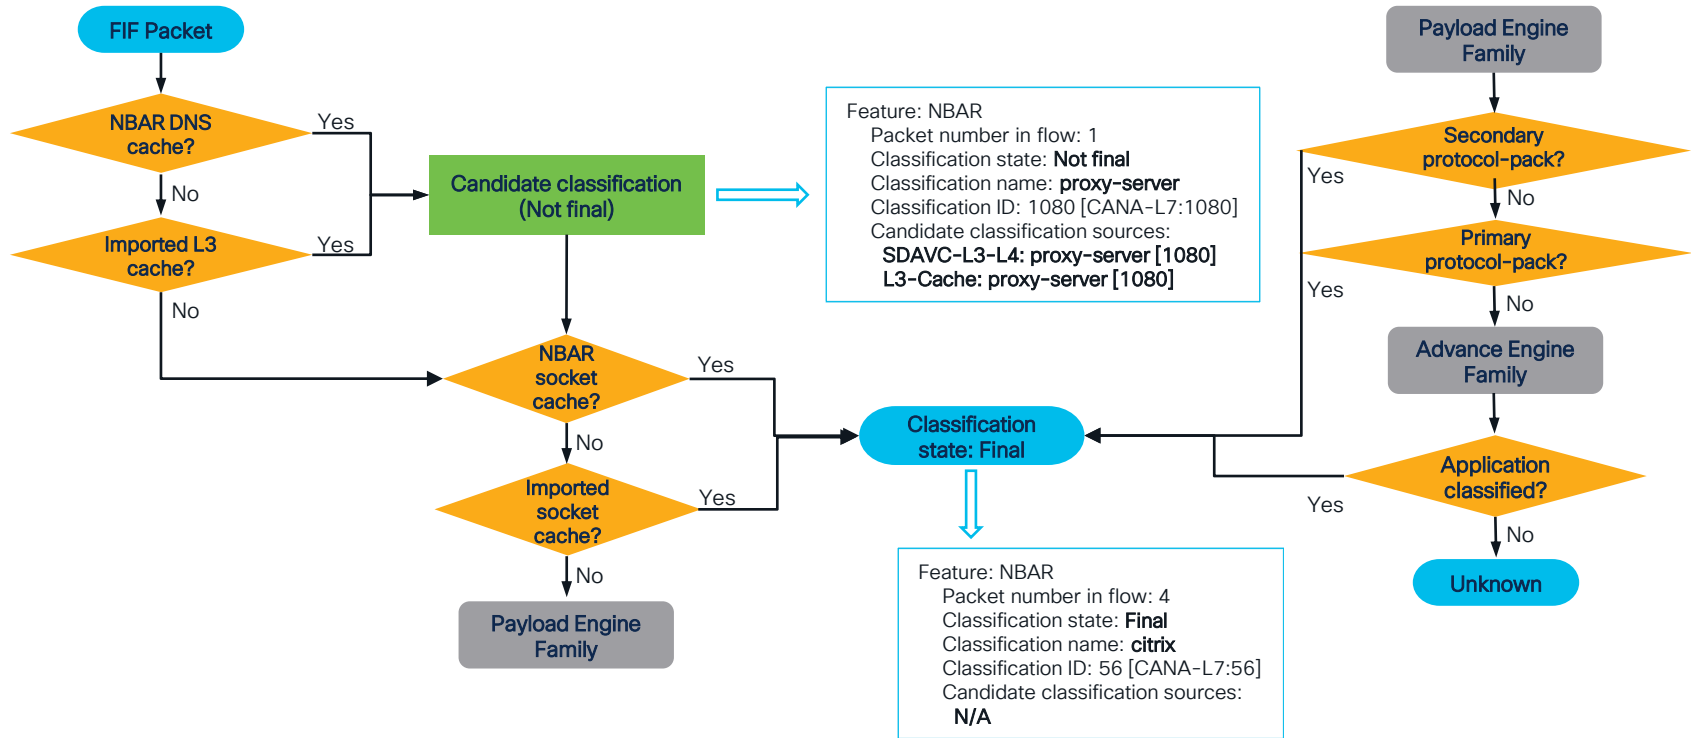 FIF Packet
NBAR DNS
cache?
Yes
No
Imported L3
cache?
Yes
No
Candidate classification
(Not final)
Feature: NBAR
Packet number in flow: 1
Classification state: Not final
Classification name: proxy-server
Classification ID: 1080 [CANA-L7:1080]
Candidate classification sources:
SDAVC-L3-L4: proxy-server [1080]
L3-Cache: proxy-server [1080]
NBAR
socket
cache?
Yes
No
Imported
socket
cache?
Yes
No
Payload Engine
Family
Classification
state: Final
Feature: NBAR
Packet number in flow: 4
Classification state: Final
Classification name: citrix
Classification ID: 56 [CANA-L7:56]
Candidate classification sources:
N/A
Payload Engine
Family
Secondary
protocol-pack?
Yes
No
Primary
protocol-pack?
Yes
No
Advance Engine
Family
Application
classified?
Yes
No
Unknown